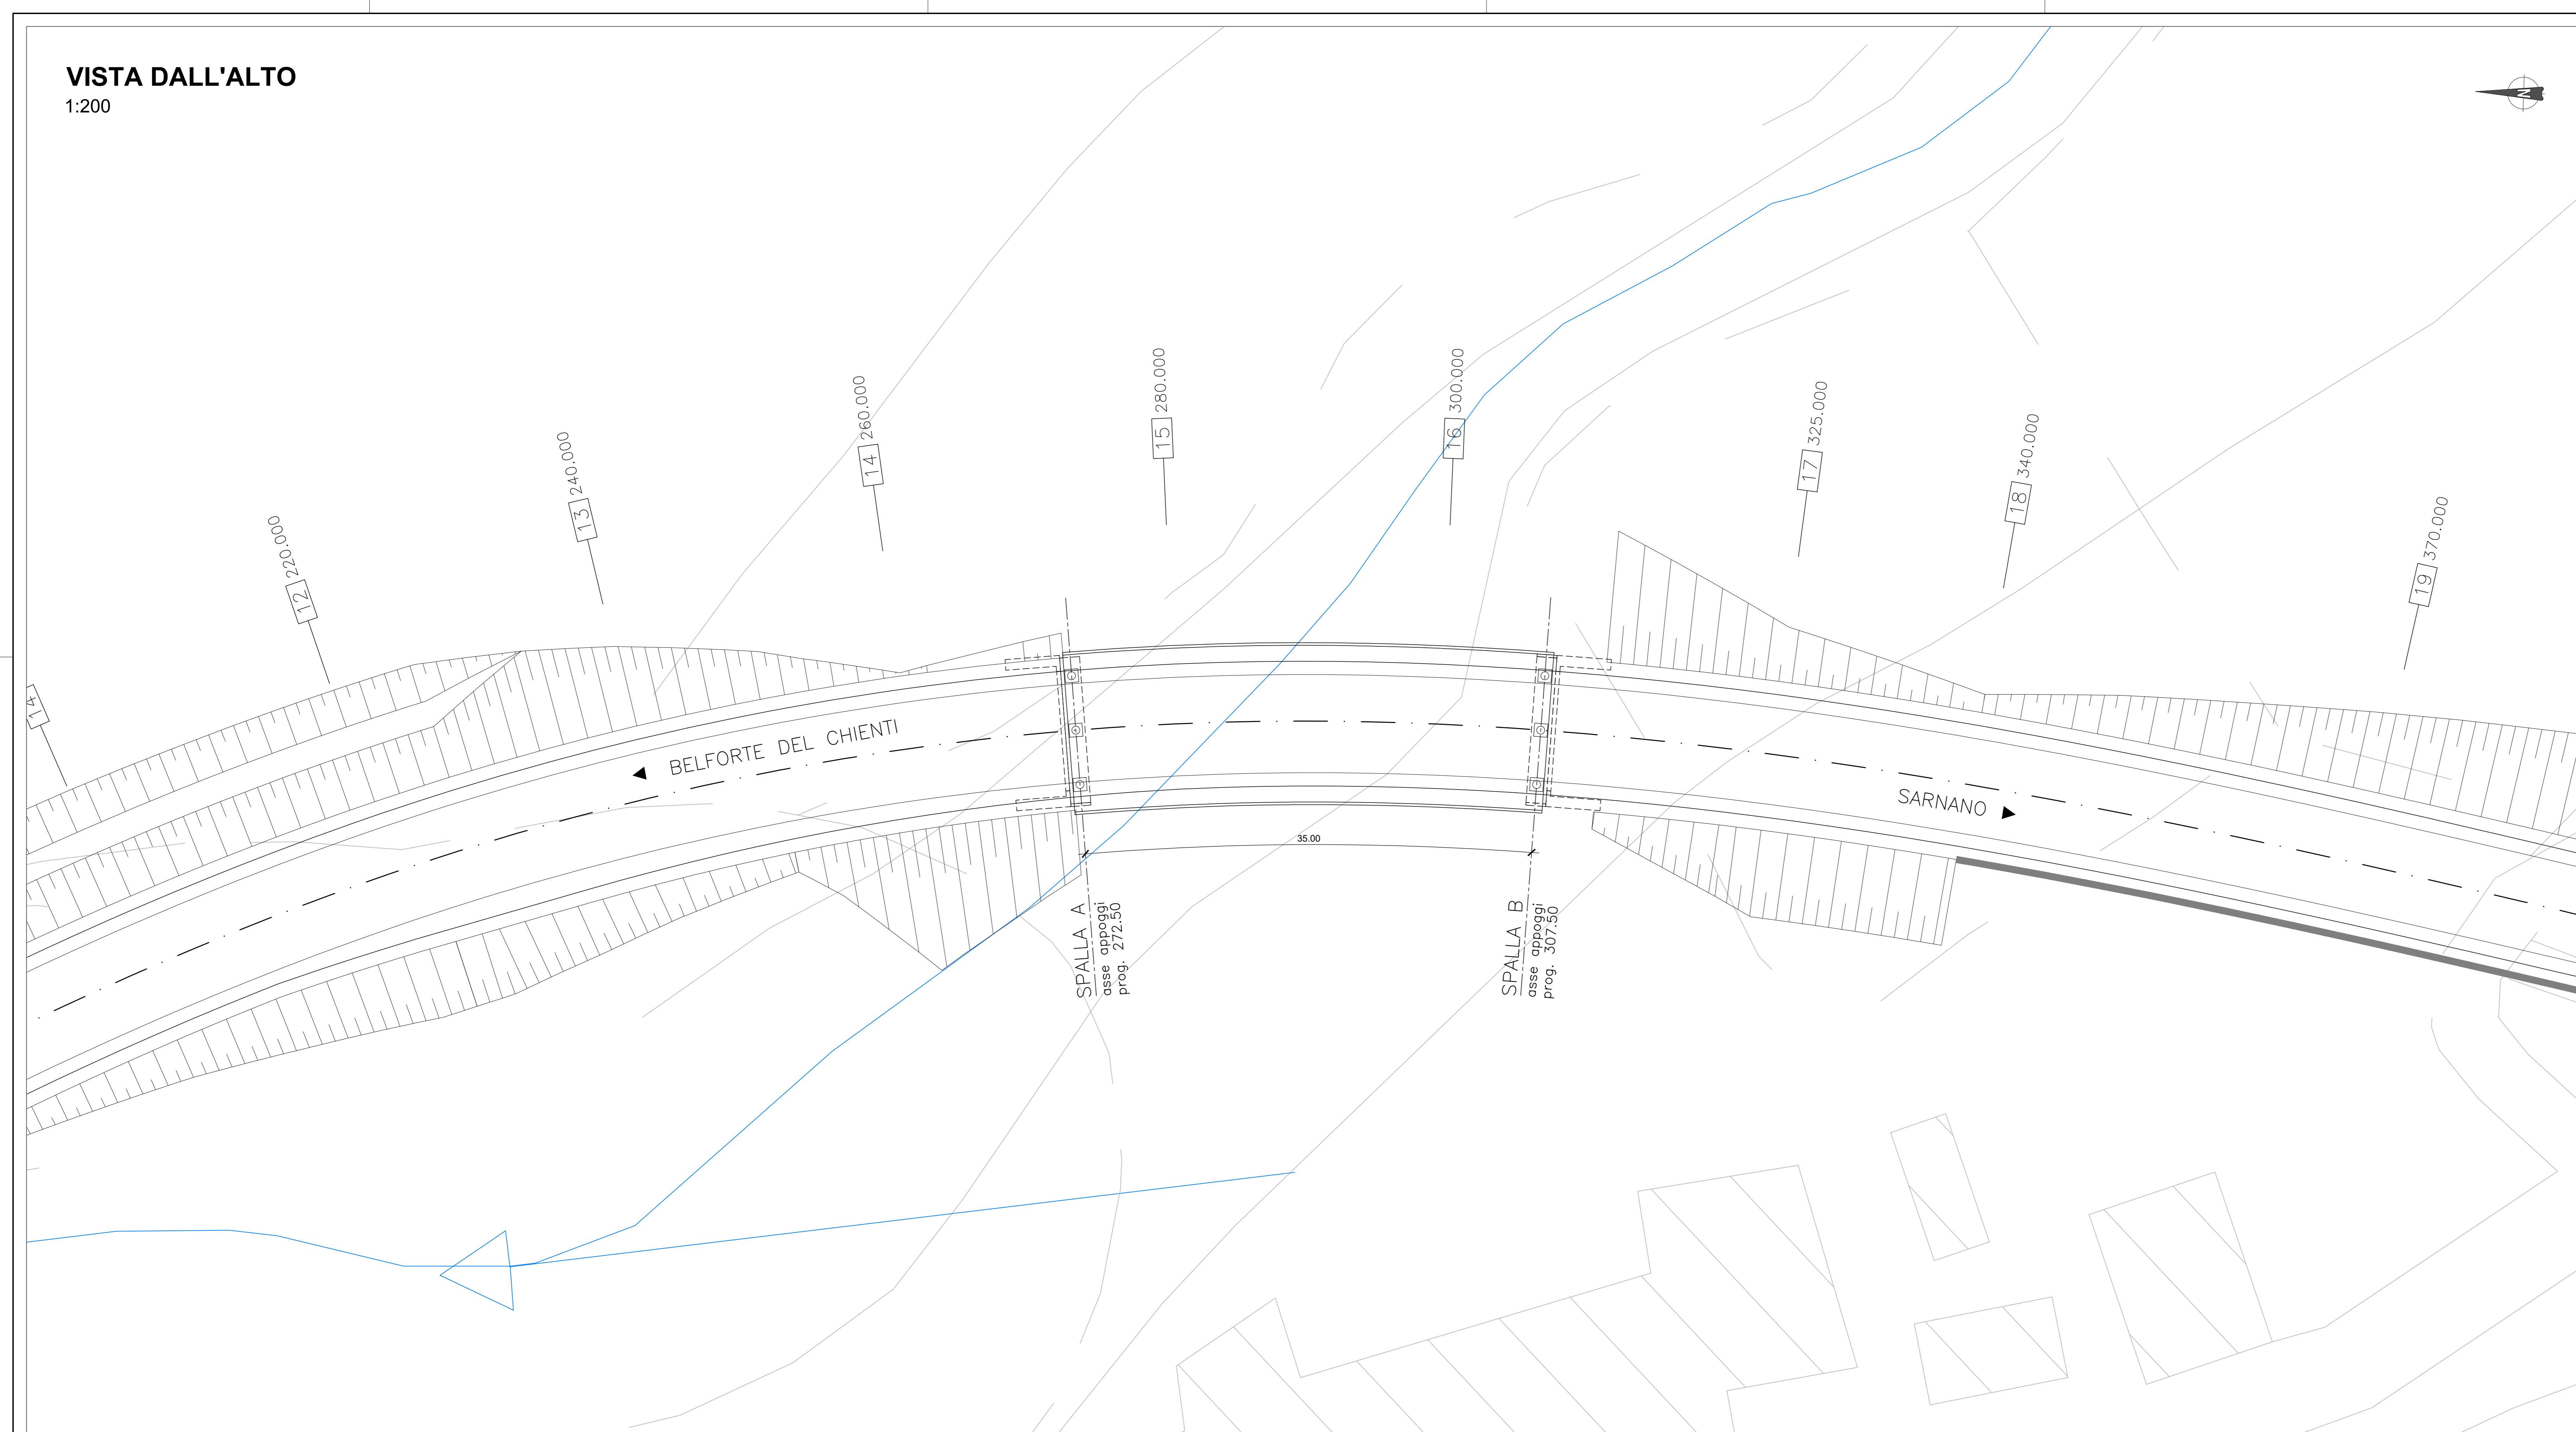 VISTA DALL'ALTO
1:200
N
14
12 220.000
13 240.000
14 260.000
15 280.000
16 300.000
17 325.000
18 340.000
19 370.000
BELFORTE DEL CHIENTI
SARNANO
35.00
SPALLA A
asse appoggi
prog. 272.50
SPALLA B
asse appoggi
prog. 307.50